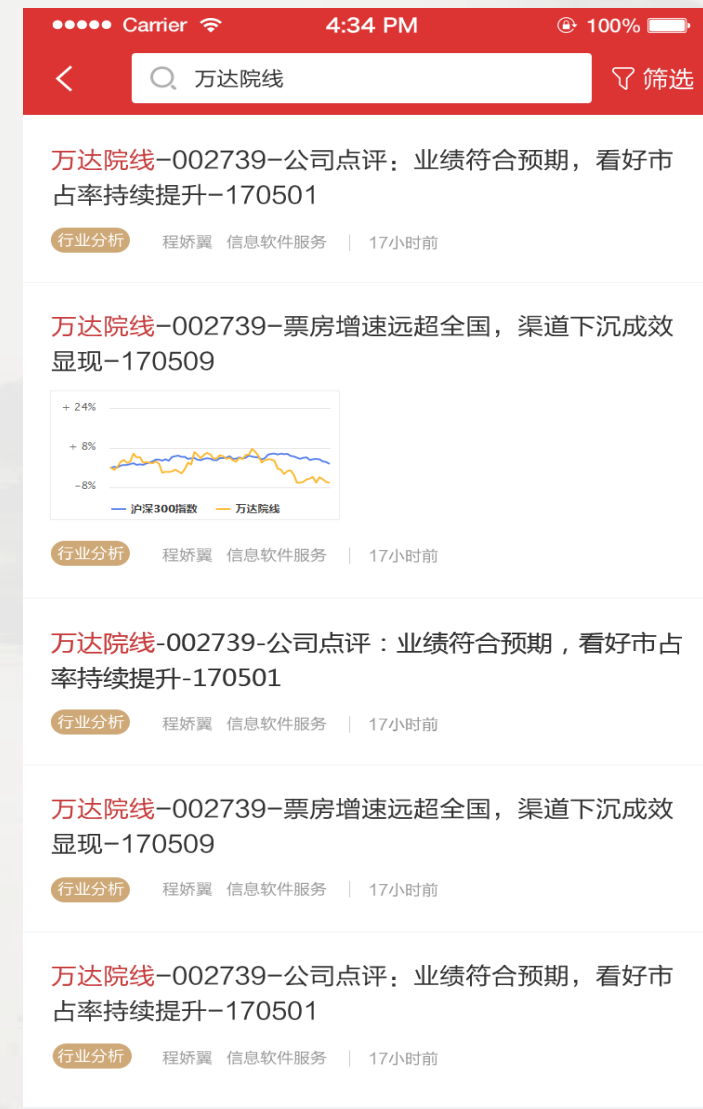 Carrier 4:34 PM 100%
万达院线 筛选
万达院线-002739-公司点评：业绩符合预期，看好市
占率持续提升-170501
行业分析 程娇翼 信息软件服务 | 17小时前
万达院线-002739-票房增速远超全国，渠道下沉成效
显现-170509
+ 24%
+ 8%
-8%
沪深300指数 万达院线
行业分析 程娇翼 信息软件服务 | 17小时前
万达院线-002739-公司点评：业绩符合预期，看好市占
率持续提升-170501
行业分析 程娇翼 信息软件服务 | 17小时前
万达院线-002739-票房增速远超全国，渠道下沉成效
显现-170509
行业分析 程娇翼 信息软件服务 | 17小时前
万达院线-002739-公司点评：业绩符合预期，看好市
占率持续提升-170501
行业分析 程娇翼 信息软件服务 | 17小时前